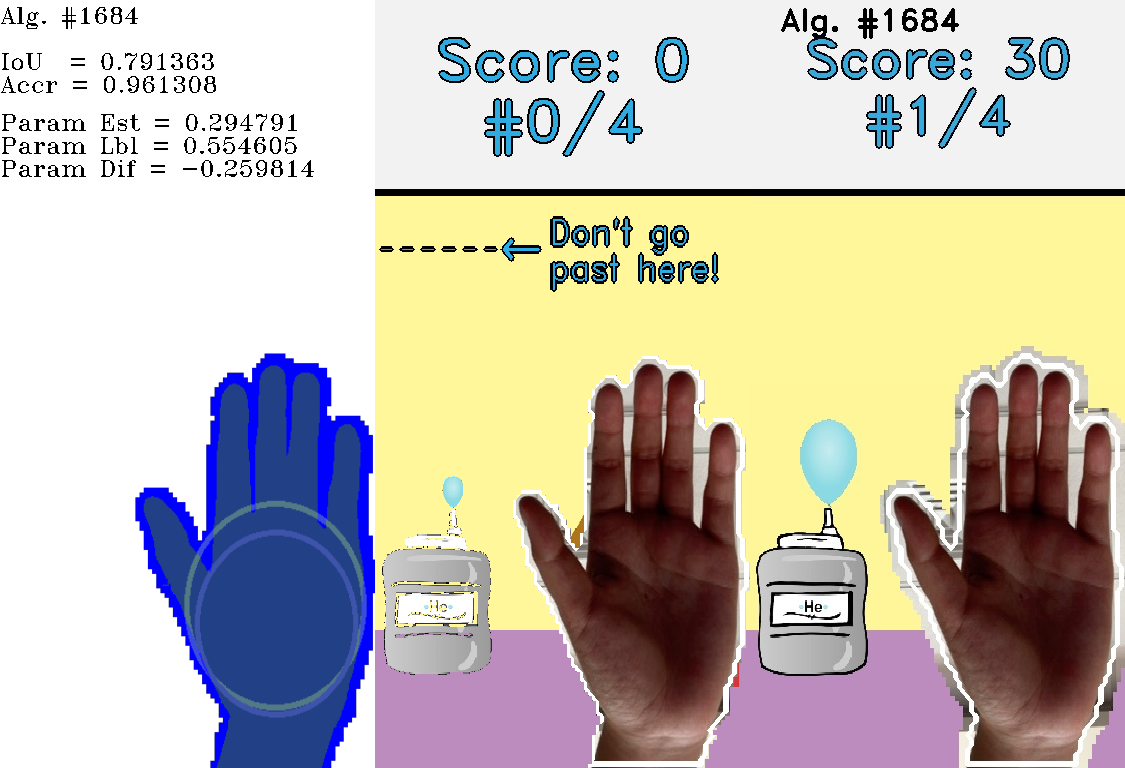 Alg. #1684
IoU = 0.791363
Accr = 0.961308
Param Est = 0.294791
Param Lbl = 0.554605
Param Dif = −0.259814
Score: 0
#0/4
Don't go
past here!
He
Alg. #1684
Score: 30
#1/4
He